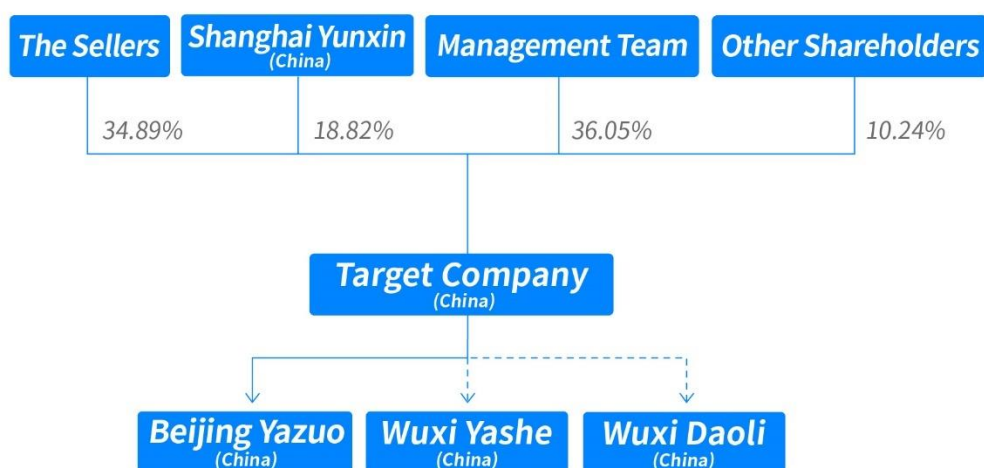 The Sellers
Shanghai Yunxin
(China)
Management Team
Other Shareholders
34.89%
18.82%
36.05%
10.24%
Target Company
(China)
Beijing Yazuo
(China)
Wuxi Yashe
(China)
Wuxi Daoli
(China)